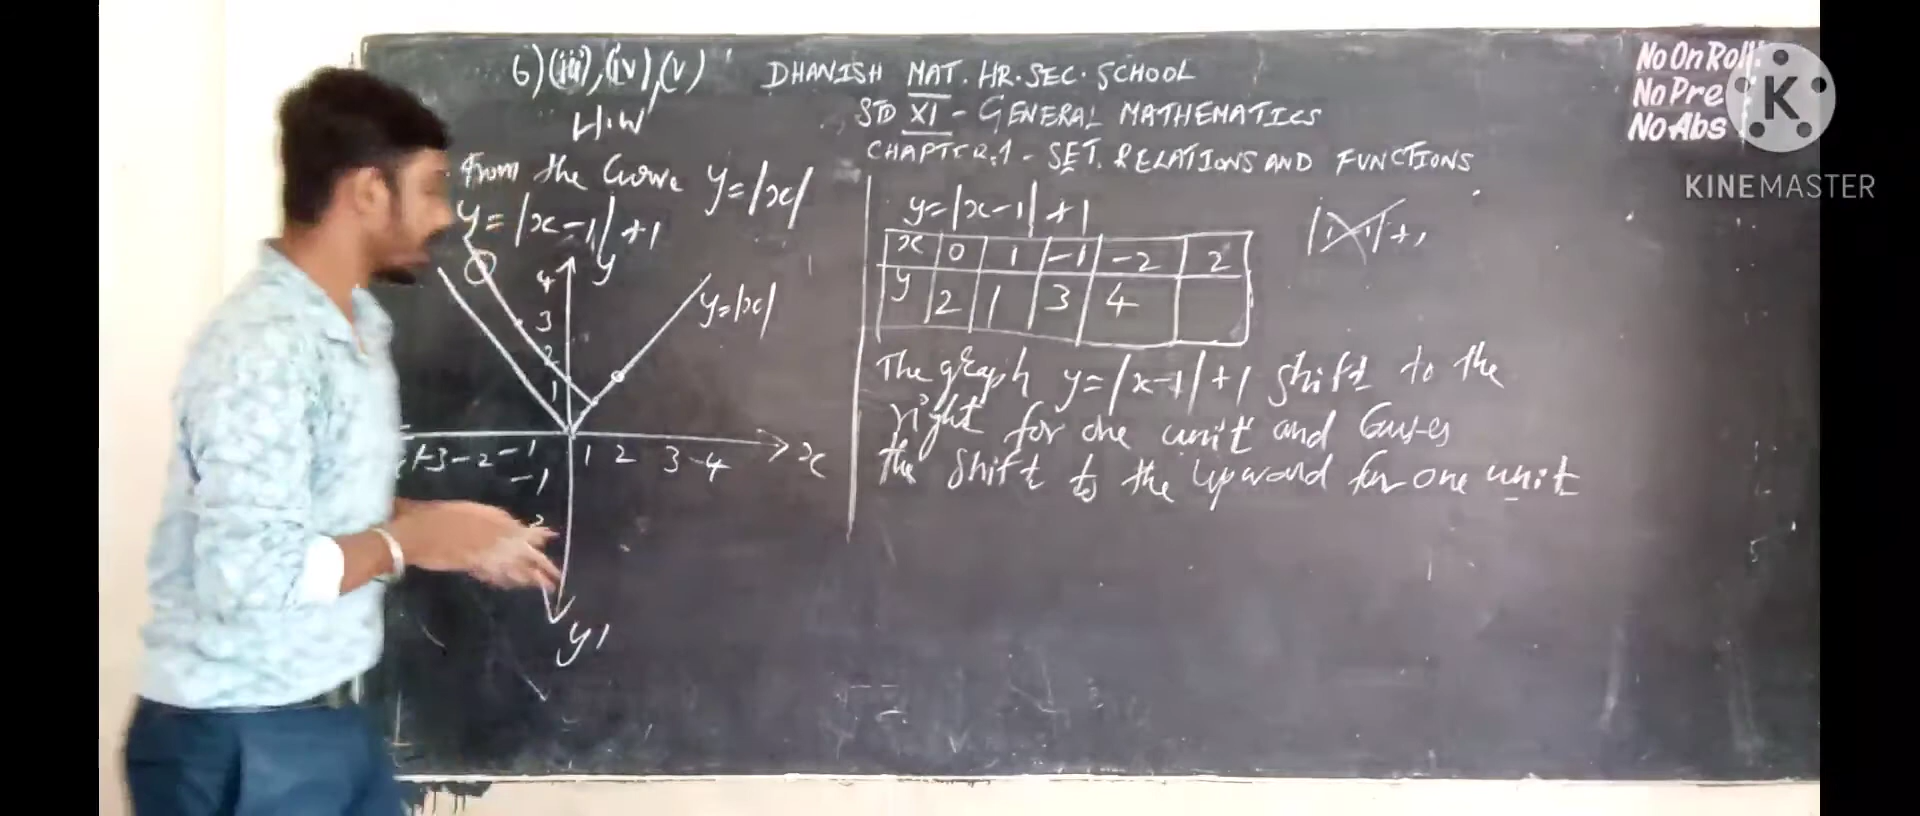 6) (iii), (iv), (v)
H.W
DHANISH MAT. HR. SEC. SCHOOL
STD XI - GENERAL MATHEMATICS
CHAPTER.1 - SET, RELATIONS AND FUNCTIONS
No On Roll:
No Pre
No Abs
K
KINEMASTER
From the Curve y=|x|
y=|x-1|+1
y
4
3
2
1
y=|x|
-3 -2 -1 1 2 3 4 x
-1
y1
y=|x-1|+1
x 0 1 -1 -2 2
y 2 1 3 4
The graph y=|x-1|+1 shift to the
right for one unit and Causes
the shift to the upward for one unit